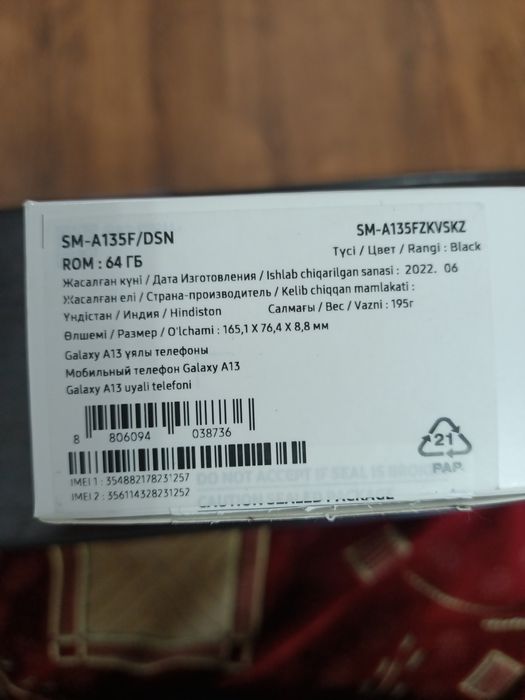 SM-A135F/DSN
SM-A135FZKVSKZ
ROM : 64 ГБ
Түсі / Цвет / Rangi : Black
Жасалған күні / Дата Изготовления / Ishlab chiqarilgan sanasi : 2022. 06
Жасалған елі / Страна-производитель / Kelib chiqqan mamlakati :
Үндістан / Индия / Hindiston
Салмағы / Вес / Vazni : 195г
Өлшемі / Размер / O'lchami : 165,1 X 76,4 X 8,8 мм
Galaxy A13 ұялы телефоны
Мобильный телефон Galaxy A13
Galaxy A13 uyali telefoni
8 806094 038736
21
PAP
IMEI 1 : 354882178231257
IMEI 2 : 356114328231252
DO NOT ACCEPT IF SEAL IS BROKEN
CAUTION SEALED PACKAGE